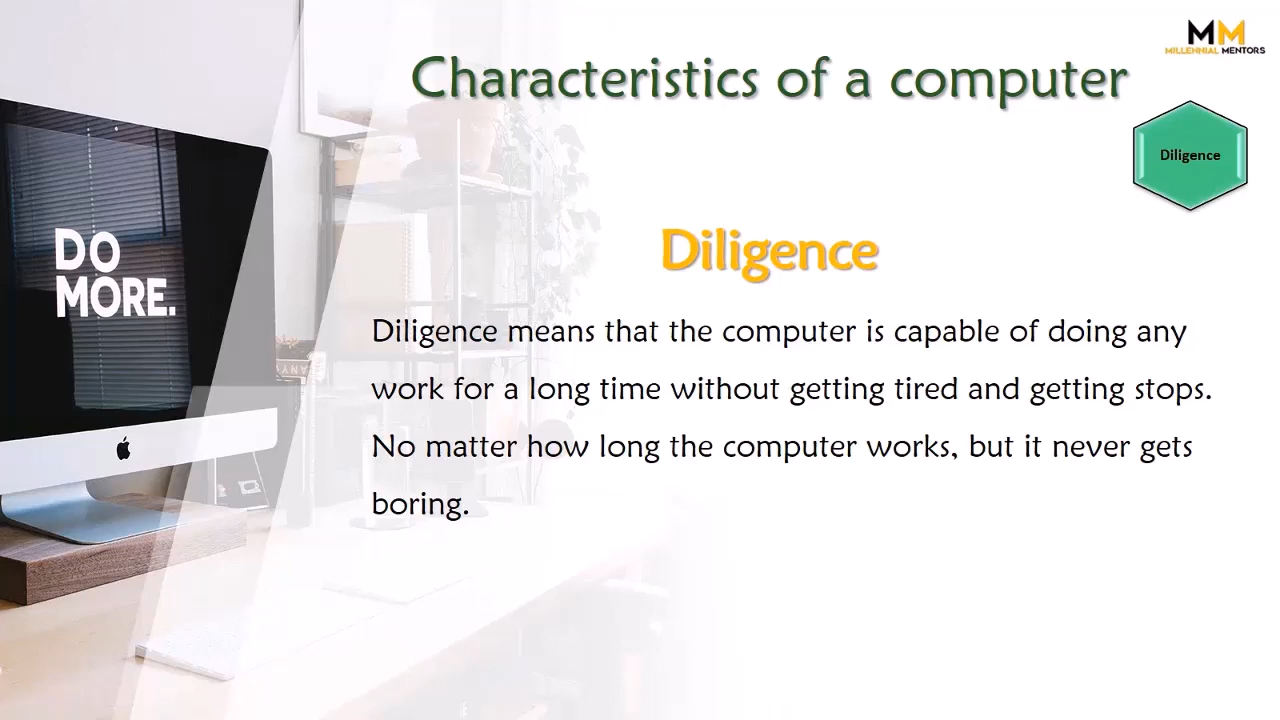 MM
MILLENNIAL MENTORS
Characteristics of a computer
Diligence
Diligence
Diligence means that the computer is capable of doing any
work for a long time without getting tired and getting stops.
No matter how long the computer works, but it never gets
boring.
DO
MORE.